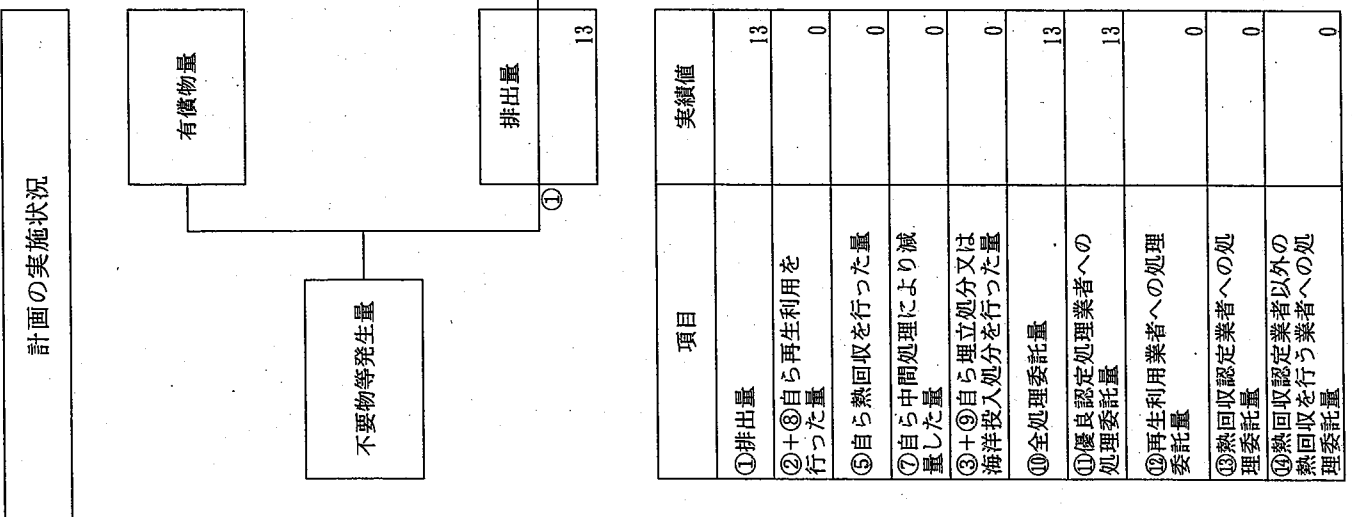 計画の実施状況
有償物量
不要物等発生量
排出量
①
13
項目
実績値
①排出量
13
②+⑧自ら再生利用を
行った量
0
⑤自ら熱回収を行った量
0
⑦自ら中間処理により減
量した量
0
③+⑨自ら埋立処分又は
海洋投入処分を行った量
0
⑩全処理委託量
13
⑪優良認定処理業者への
処理委託量
13
⑫再生利用業者への処理
委託量
0
⑬熱回収認定業者への処
理委託量
0
⑭熱回収認定業者以外の
熱回収を行う業者への処
理委託量
0